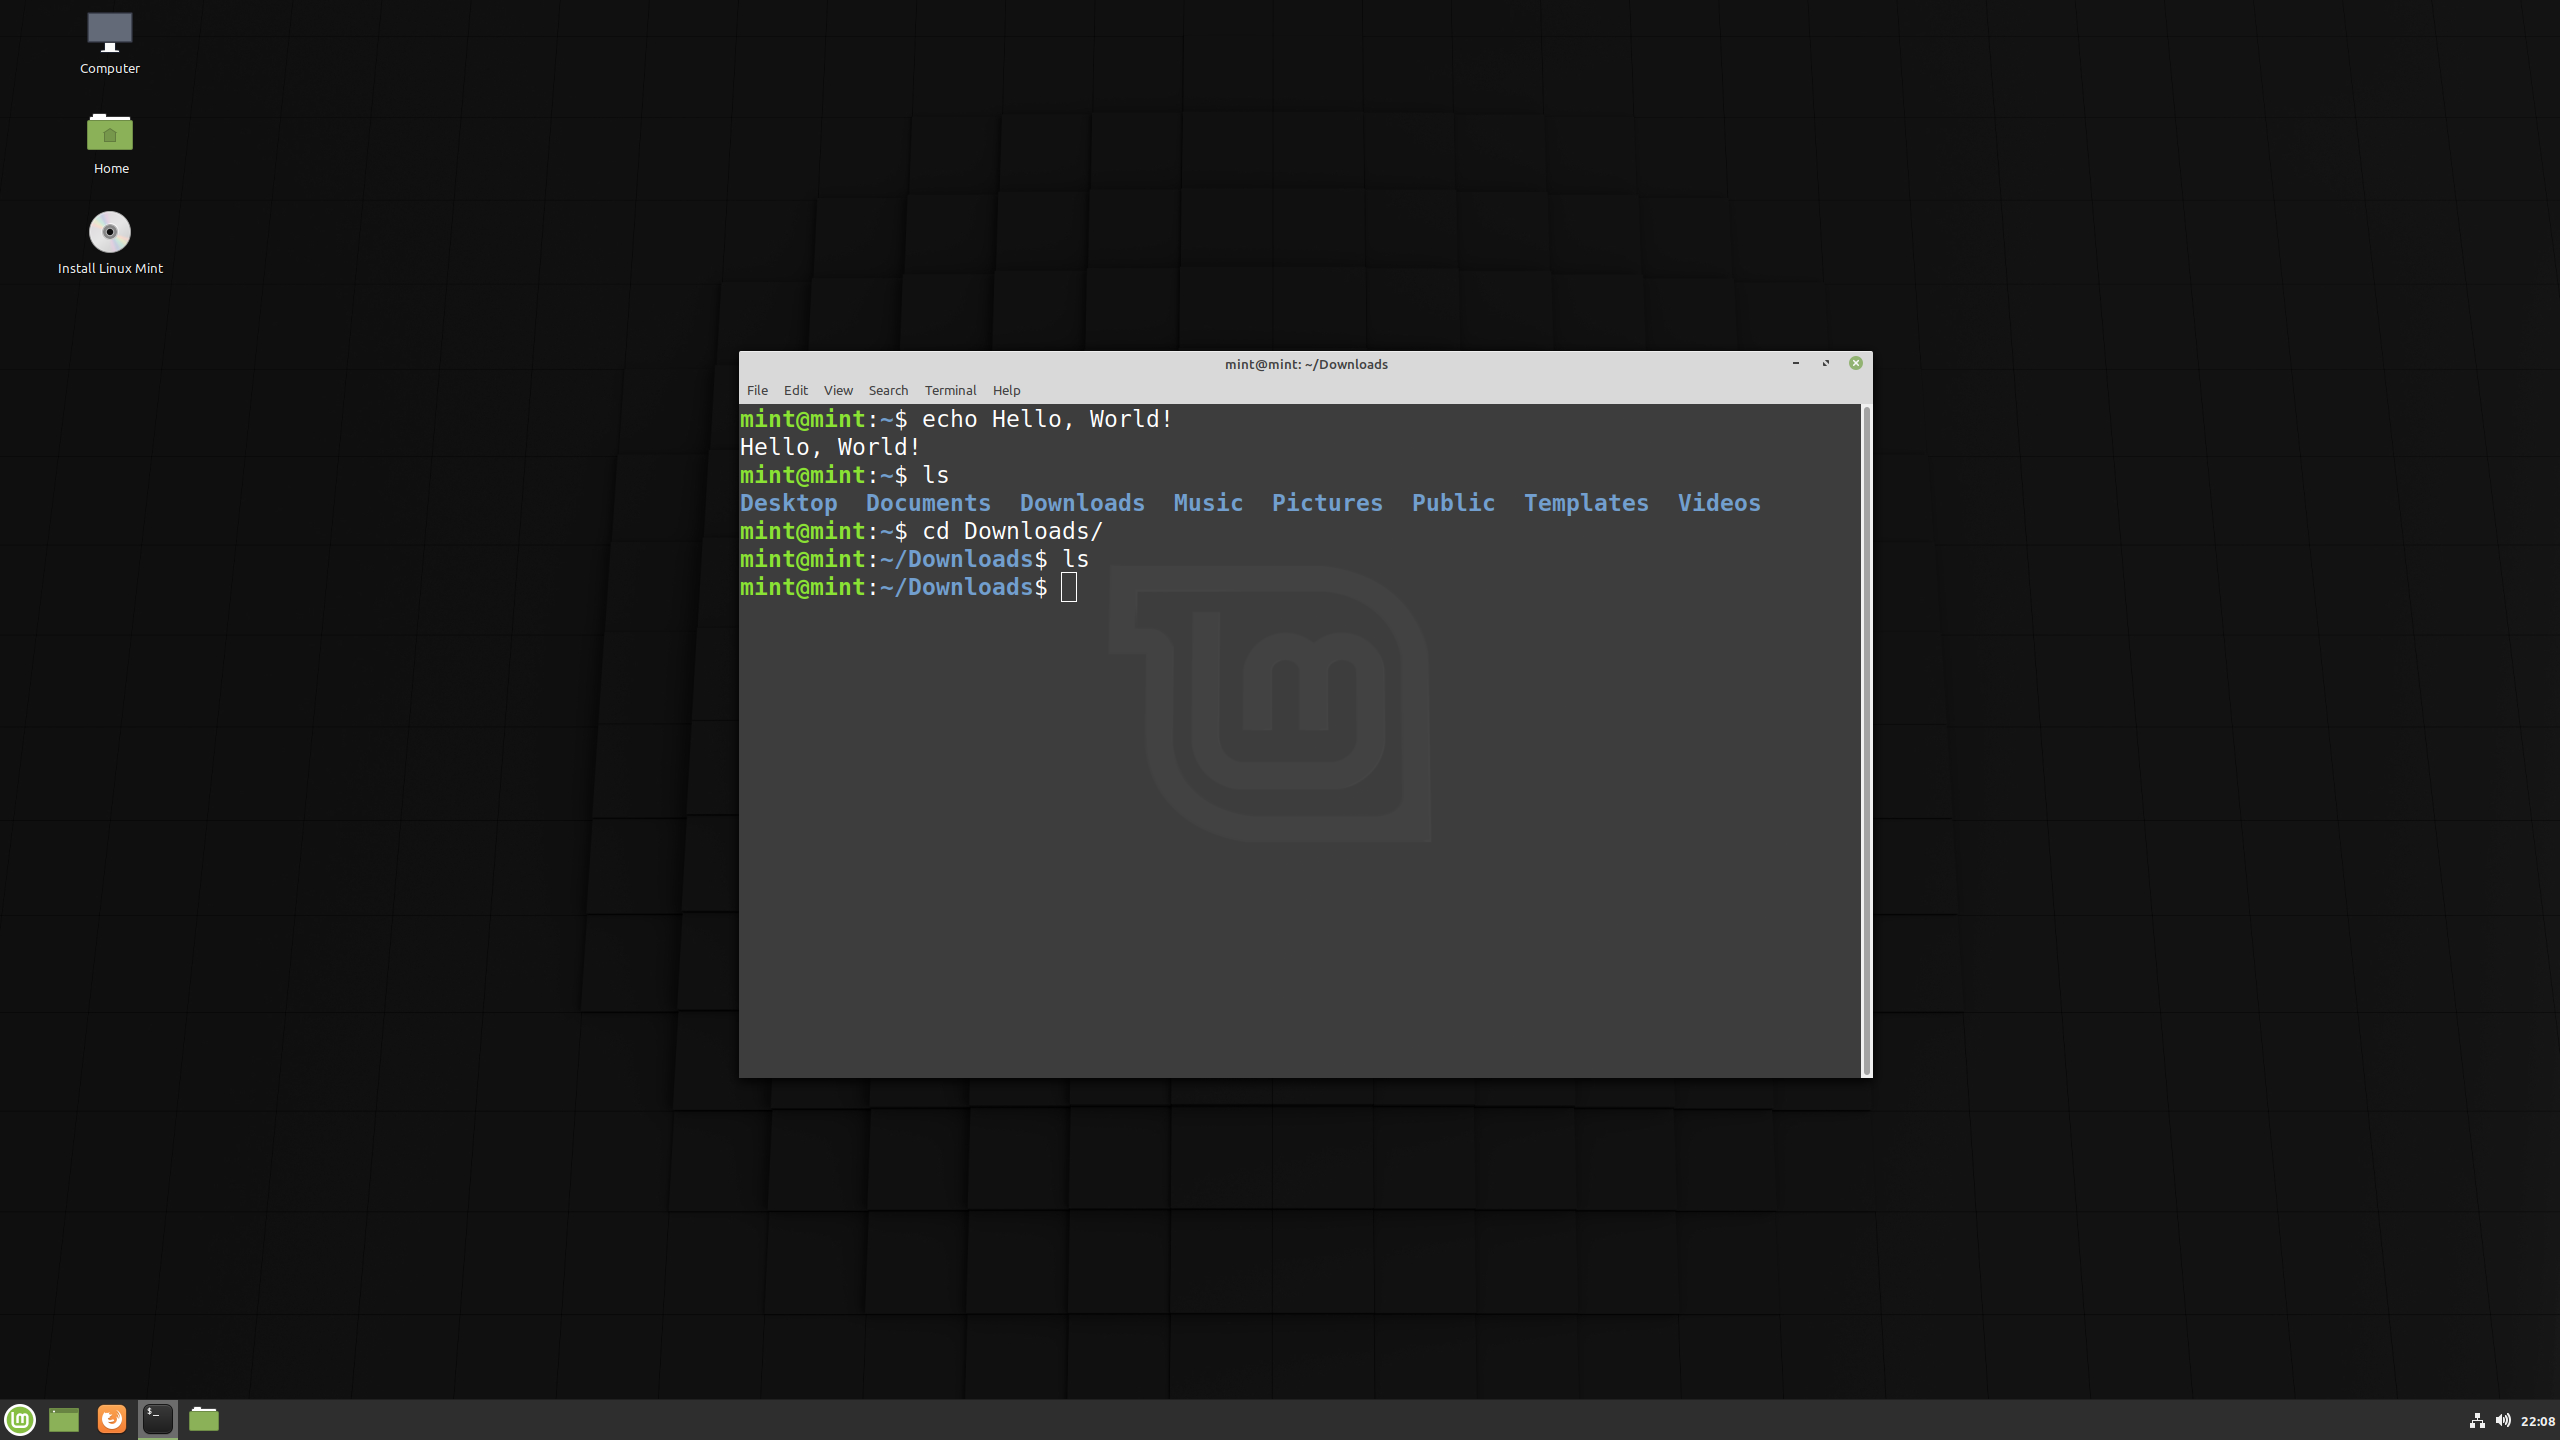 Computer
Home
Install Linux Mint
mint@mint: ~/Downloads
File Edit View Search Terminal Help
mint@mint:~$ echo Hello, World!
Hello, World!
mint@mint:~$ ls
Desktop  Documents  Downloads  Music  Pictures  Public  Templates  Videos
mint@mint:~$ cd Downloads/
mint@mint:~/Downloads$ ls
mint@mint:~/Downloads$
$_
22:08